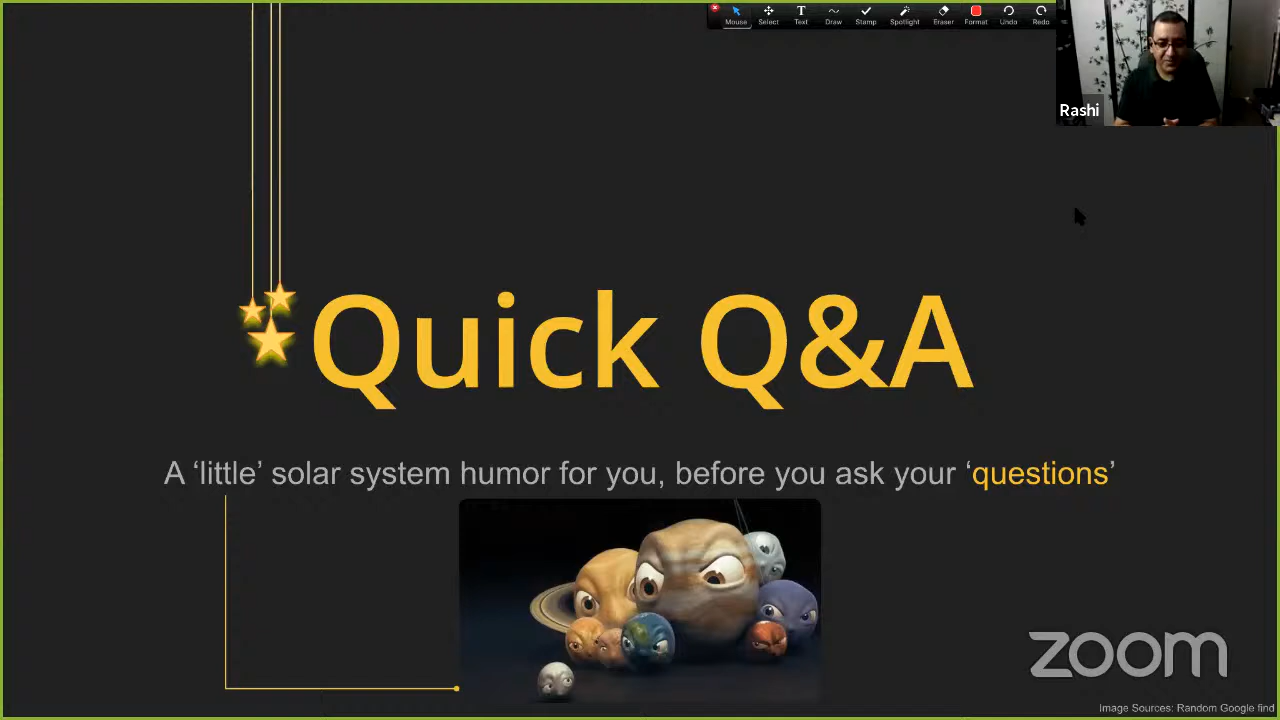 Mouse Select Text Draw Stamp Spotlight Eraser Format Undo Redo
Rashi
Quick Q&A
A ‘little’ solar system humor for you, before you ask your ‘questions’
zoom
Image Sources: Random Google find